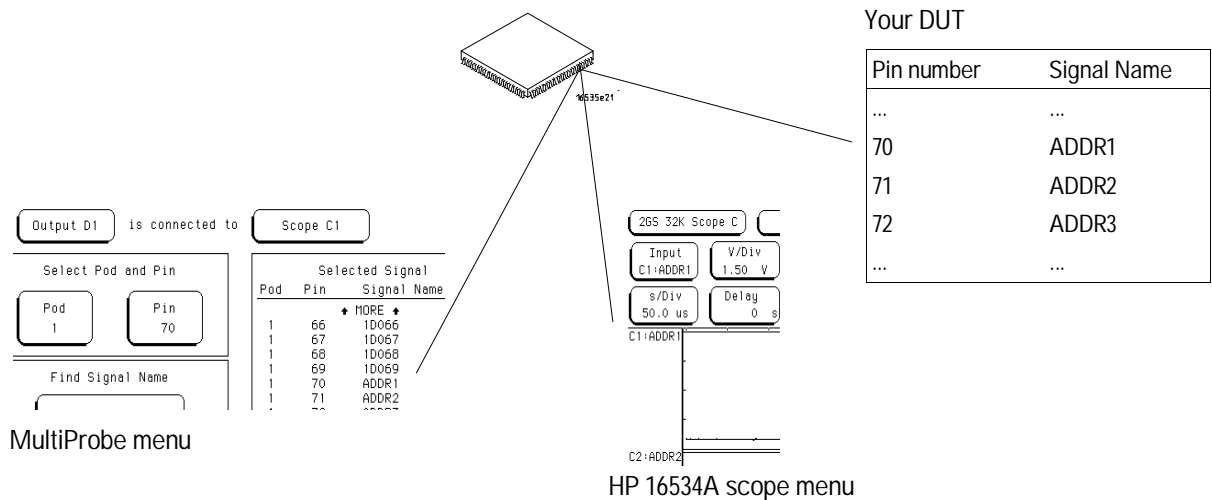 Your DUT
Pin number Signal Name
... ...
70 ADDR1
71 ADDR2
72 ADDR3
... ...
16535e21
Output D1 is connected to Scope C1
Select Pod and Pin
Pod
1
Pin
70
Find Signal Name
Selected Signal
Pod Pin Signal Name
MORE
1 66 1D066
1 67 1D067
1 68 1D068
1 69 1D069
1 70 ADDR1
1 71 ADDR2
MultiProbe menu
2GS 32K Scope C
Input
C1:ADDR1
V/Div
1.50 V
s/Div
50.0 us
Delay
0 s
C1:ADDR1
C2:ADDR2
HP 16534A scope menu